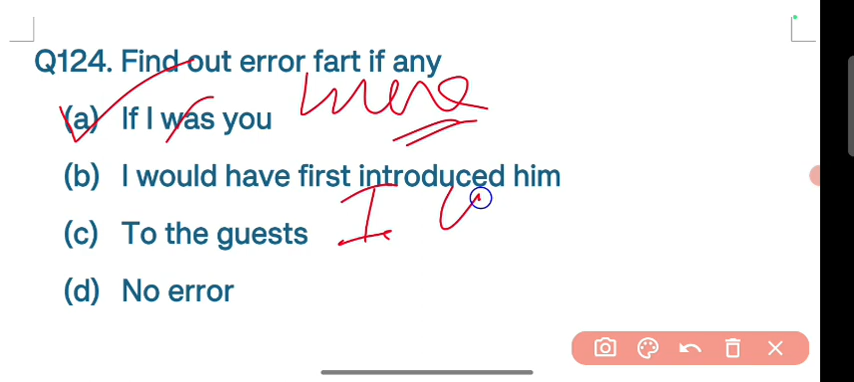 Q124. Find out error fart if any
(a) If I was you were
(b) I would have first introduced him
I
(c) To the guests
(d) No error